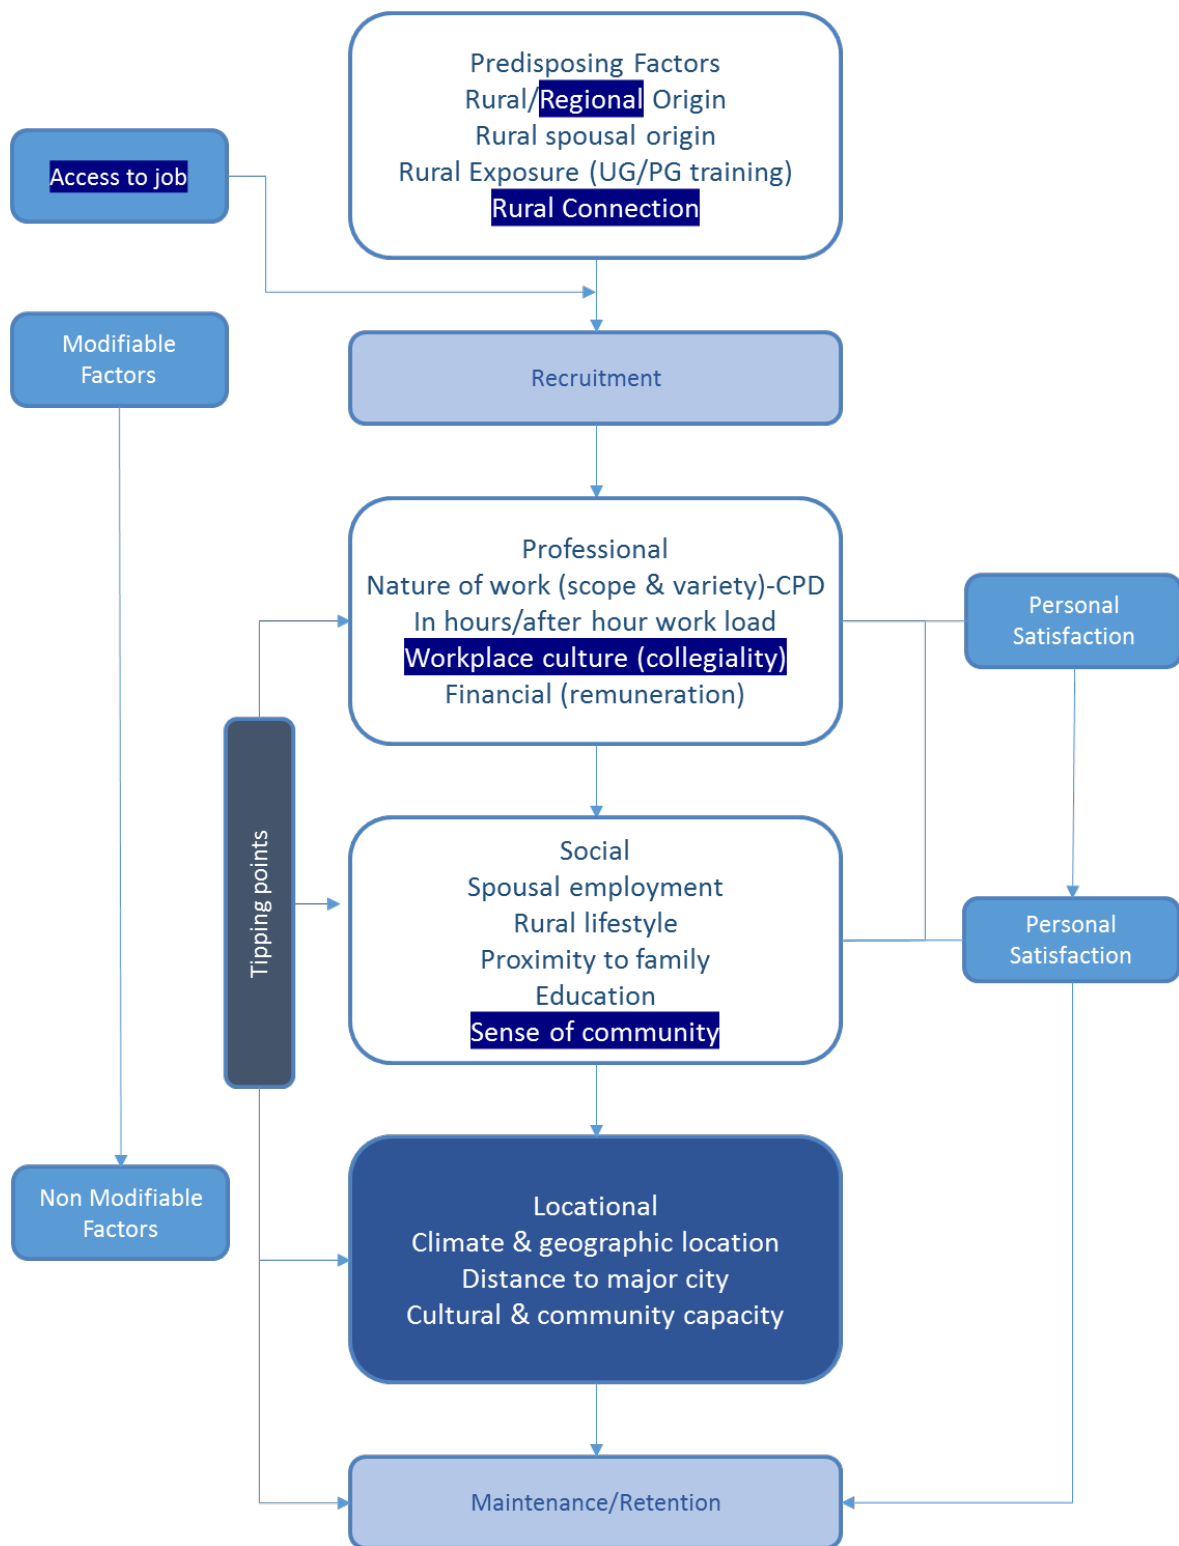 Predisposing Factors
Rural/Regional Origin
Rural spousal origin
Rural Exposure (UG/PG training)
Rural Connection
Access to job
Modifiable
Factors
Recruitment
Professional
Nature of work (scope & variety)-CPD
In hours/after hour work load
Workplace culture (collegiality)
Financial (remuneration)
Personal
Satisfaction
Tipping points
Social
Spousal employment
Rural lifestyle
Proximity to family
Education
Sense of community
Personal
Satisfaction
Non Modifiable
Factors
Locational
Climate & geographic location
Distance to major city
Cultural & community capacity
Maintenance/Retention